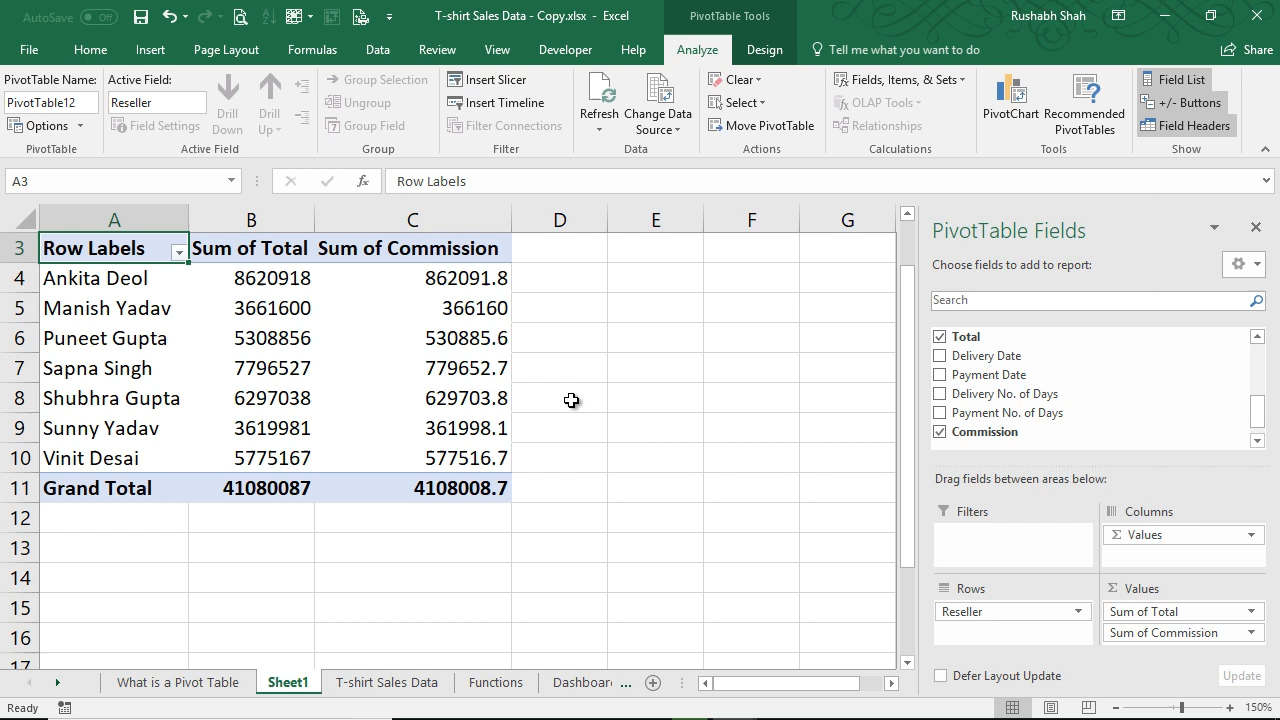 AutoSave Off T-shirt Sales Data - Copy.xlsx - Excel PivotTable Tools Rushabh Shah
File Home Insert Page Layout Formulas Data Review View Developer Help Analyze Design Tell me what you want to do Share
PivotTable Name: Active Field: Group Selection Insert Slicer Clear Fields, Items, & Sets Field List
PivotTable12 Reseller Ungroup Insert Timeline Select OLAP Tools +/- Buttons
Options Field Settings Drill Down Drill Up Group Field Filter Connections Refresh Change Data Source Move PivotTable Relationships PivotChart Recommended PivotTables Field Headers
PivotTable Active Field Group Filter Data Actions Calculations Tools Show
A3 fx Row Labels
A B C D E F G
3 Row Labels Sum of Total Sum of Commission
4 Ankita Deol 8620918 862091.8
5 Manish Yadav 3661600 366160
6 Puneet Gupta 5308856 530885.6
7 Sapna Singh 7796527 779652.7
8 Shubhra Gupta 6297038 629703.8
9 Sunny Yadav 3619981 361998.1
10 Vinit Desai 5775167 577516.7
11 Grand Total 41080087 4108008.7
12
13
14
15
16
17
PivotTable Fields
Choose fields to add to report:
Search
Total
Delivery Date
Payment Date
Delivery No. of Days
Payment No. of Days
Commission
Drag fields between areas below:
Filters Columns
Σ Values
Rows Σ Values
Reseller Sum of Total
Sum of Commission
Defer Layout Update Update
What is a Pivot Table Sheet1 T-shirt Sales Data Functions Dashboar ...
Ready 150%